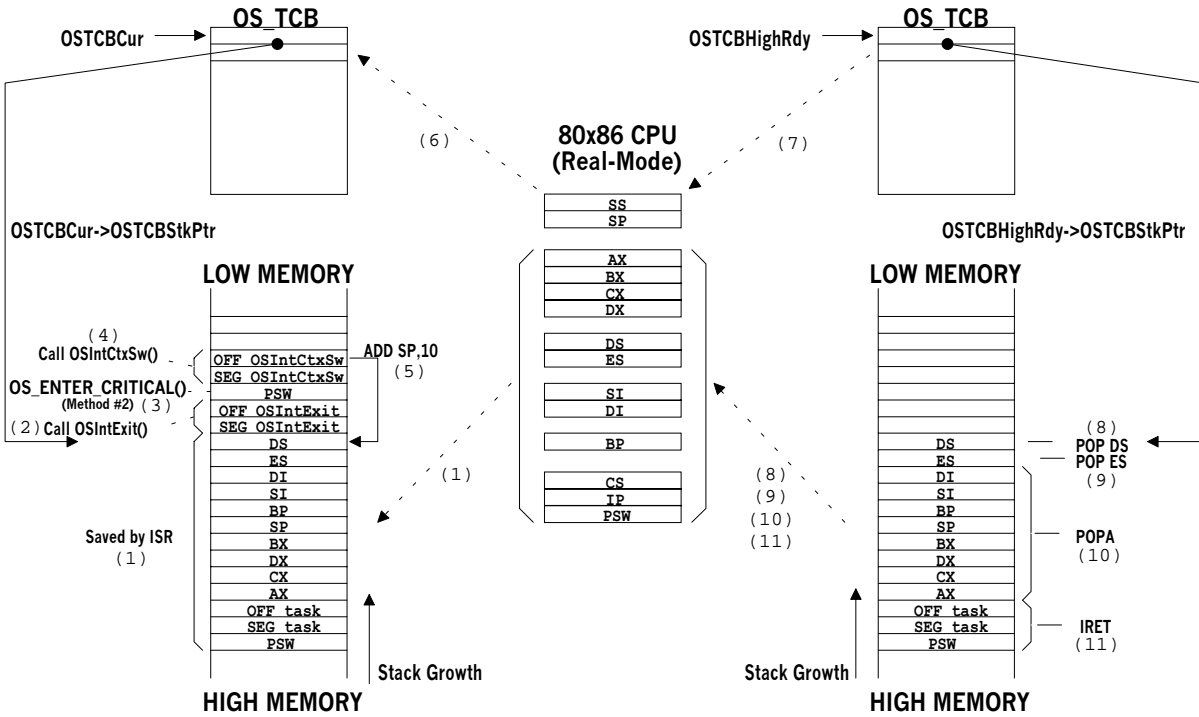 OS_TCB
OSTCBCur
OS_TCB
OSTCBHighRdy
(6)
(7)
80x86 CPU
(Real-Mode)
SS
SP
AX
BX
CX
DX
DS
ES
SI
DI
BP
CS
IP
PSW
OSTCBCur->OSTCBStkPtr
LOW MEMORY
(4)
Call OSIntCtxSw()
OS_ENTER_CRITICAL()
(Method #2) (3)
(2) Call OSIntExit()
OFF OSIntCtxSw
SEG OSIntCtxSw
PSW
OFF OSIntExit
SEG OSIntExit
DS
ES
DI
SI
BP
SP
BX
DX
CX
AX
OFF task
SEG task
PSW
ADD SP,10
(5)
(1)
Saved by ISR
(1)
Stack Growth
HIGH MEMORY
(8)
(9)
(10)
(11)
OSTCBHighRdy->OSTCBStkPtr
LOW MEMORY
DS
ES
DI
SI
BP
SP
BX
DX
CX
AX
OFF task
SEG task
PSW
(8)
POP DS
POP ES
(9)
POPA
(10)
IRET
(11)
Stack Growth
HIGH MEMORY